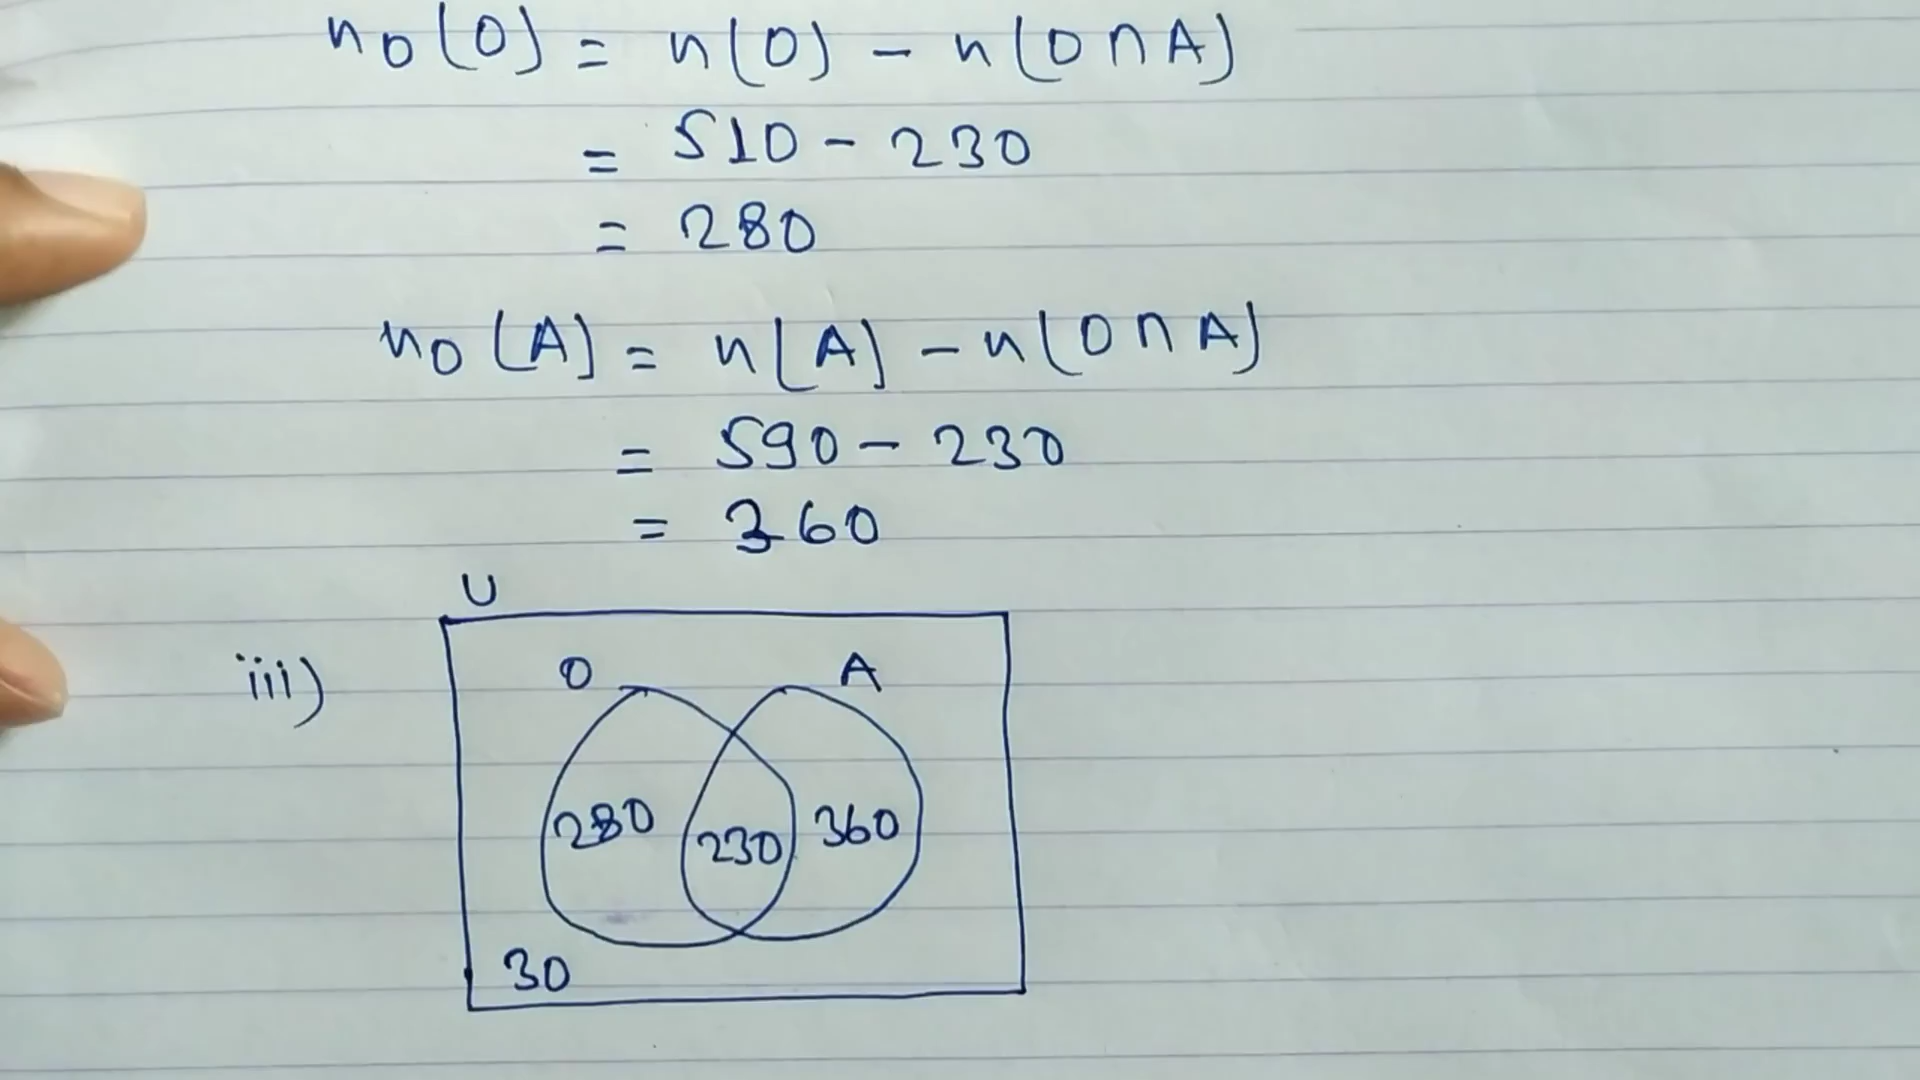 n₀(O) = n(O) - n(O∩A)
= 510 - 230
= 280
n₀(A) = n(A) - n(O∩A)
= 590 - 230
= 360
U
iii)
O A
280 230 360
30